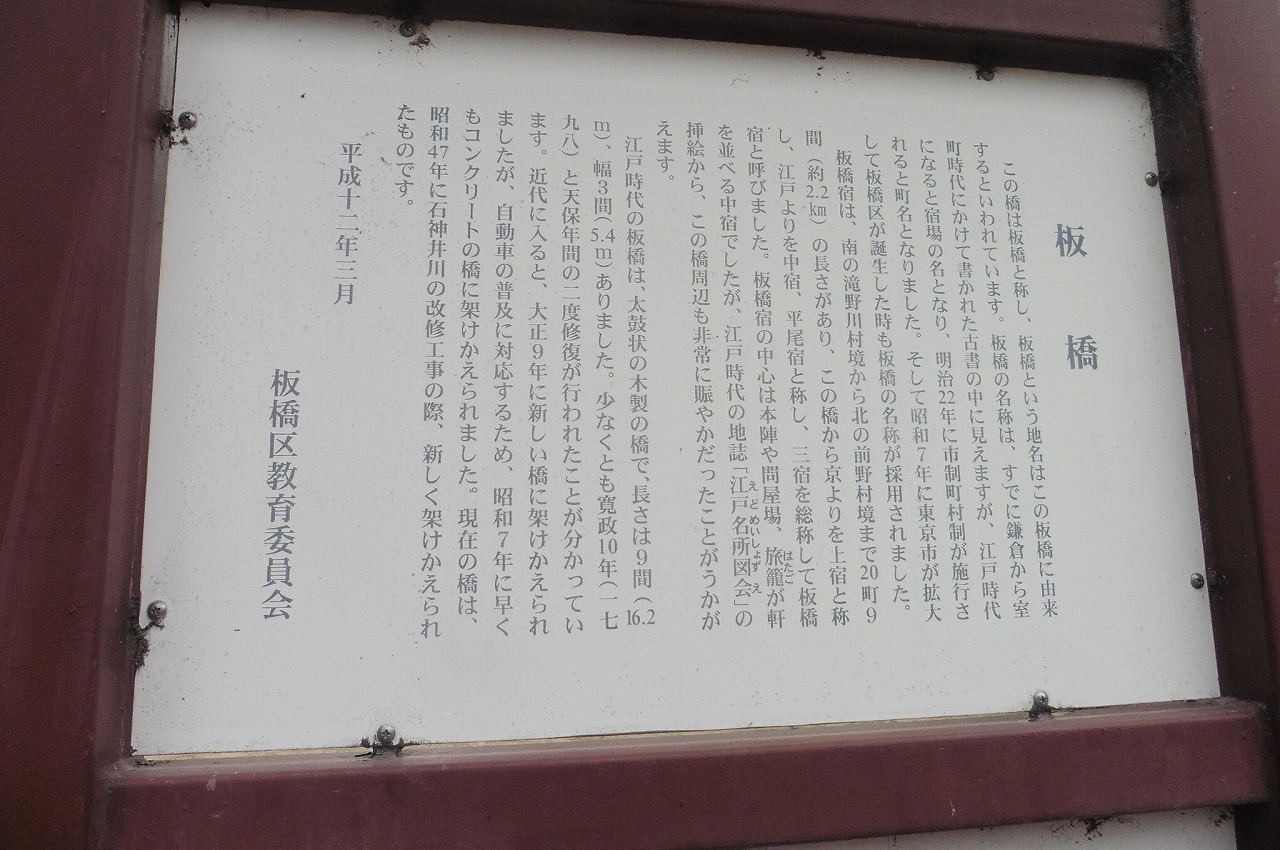 板橋
この橋は板橋と称し、板橋という地名はこの板橋に由来
するといわれています。板橋の名称は、すでに鎌倉から室
町時代にかけて書かれた古書の中に見えますが、江戸時代
になると宿場の名となり、明治22年に市制町村制が施行さ
れると町名となりました。そして昭和7年に東京市が拡大
して板橋区が誕生した時も板橋の名称が採用されました。
板橋宿は、南の滝野川村境から北の前野村境まで20町9
間（約2.2㎞）の長さがあり、この橋から京よりを上宿と称
し、江戸よりを中宿、平尾宿と称し、三宿を総称して板橋
宿と呼びました。板橋宿の中心は本陣や問屋場、旅籠が軒
を並べる中宿でしたが、江戸時代の地誌「江戸名所図会」の
挿絵から、この橋周辺も非常に賑やかだったことがうかが
えます。
江戸時代の板橋は、太鼓状の木製の橋で、長さは9間（16.2
m）、幅3間（5.4m）ありました。少なくとも寛政10年（一七
九八）と天保年間の二度修復が行われたことが分かってい
ます。近代に入ると、大正9年に新しい橋に架けかえられ
ましたが、自動車の普及に対応するため、昭和7年に早く
もコンクリートの橋に架けかえられました。現在の橋は、
昭和47年に石神井川の改修工事の際、新しく架けかえられ
たものです。
平成十二年三月
板橋区教育委員会